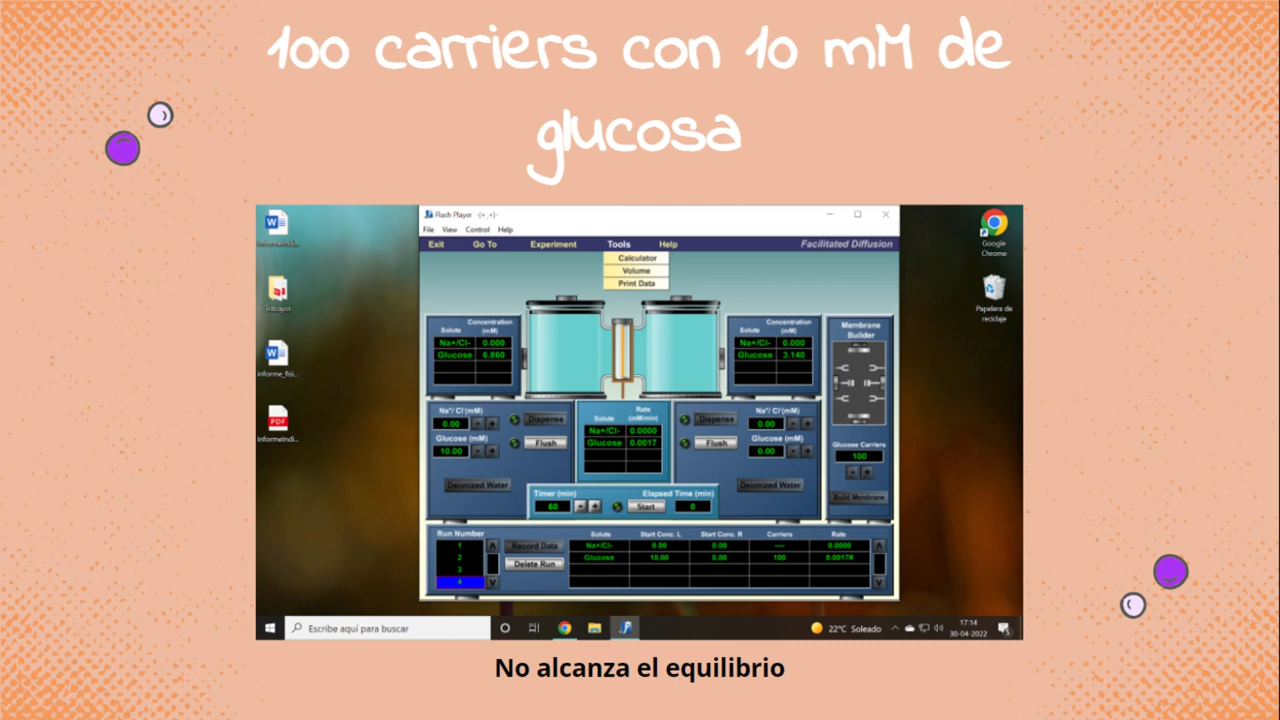 100 carriers con 10 mM de
glucosa
Flash Player -(+_+)-
File View Control Help
Exit Go To Experiment Tools Help Facilitated Diffusion
Calculator
Volume
Print Data
Google
Chrome
Trabajos
Papelera de
reciclaje
Informe_fisi...
InformeIndi...
Solute Concentration (mM)
Na+/Cl- 0.000
Glucose 6.860
Solute Concentration (mM)
Na+/Cl- 0.000
Glucose 3.140
Membrane
Builder
Glucose Carriers
100
- +
Build Membrane
Na+/Cl-(mM)
0.00 - + Dispense
Glucose (mM)
10.00 - + Flush
Deionized Water
Solute Rate (mM/min)
Na+/Cl- 0.0000
Glucose 0.0017
Dispense Na+/Cl-(mM)
0.00 - +
Flush Glucose (mM)
0.00 - +
Deionized Water
Timer (min) Elapsed Time (min)
60 - + Start 0
Run Number
1
2
3
4
Record Data
Delete Run
Solute Start Conc. L Start Conc. R Carriers Rate
Na+/Cl- 0.00 0.00 ---- 0.0000
Glucose 10.00 0.00 100 0.0017#
Escribe aquí para buscar
22°C Soleado
17:14
30-04-2022
No alcanza el equilibrio